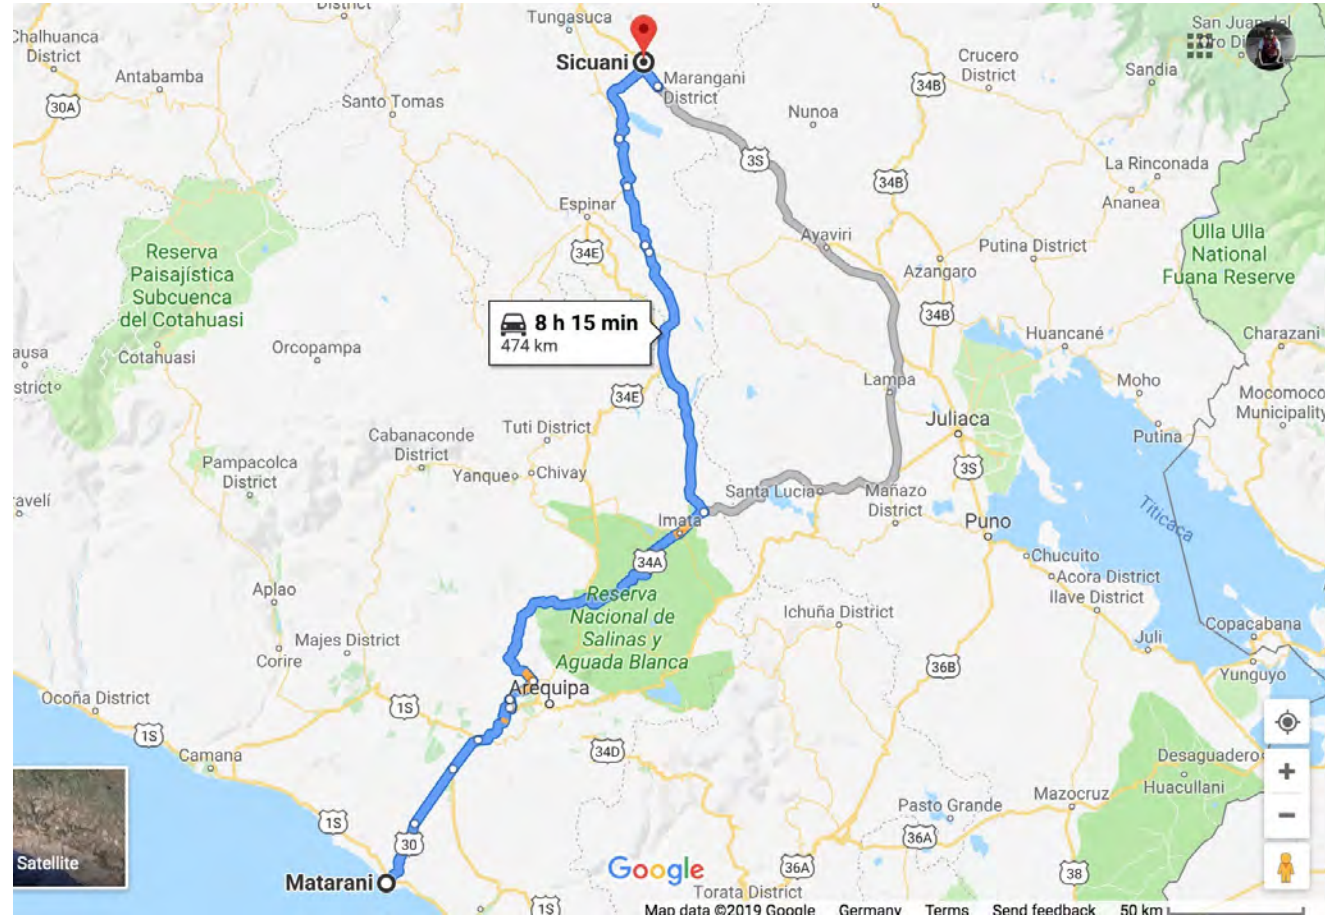 District
Tungasuca
San Juan del
Oro Di
Chalhuanca
District
Antabamba
30A
Santo Tomas
Sicuani
Marangani
District
Crucero
District
34B
Sandia
Nunoa
3S
La Rinconada
34B
Ananea
Espinar
Reserva
Paisajística
Subcuenca
del Cotahuasi
34E
Ayaviri
Putina District
Azangaro
Ulla Ulla
National
Fuana Reserve
8 h 15 min
474 km
34B
Huancané
Charazani
ausa
strict
Cotahuasi
Orcopampa
34E
Lampa
Moho
Mocomoco
Municipality
Juliaca
Putina
Cabanaconde
District
Tuti District
Pampacolca
District
Yanque
Chivay
3S
avelí
Santa Lucia
Mañazo
District
Imata
Puno
Titicaca
34A
Chucuito
Acora District
Ilave District
Aplao
Reserva
Nacional de
Salinas y
Aguada Blanca
Ichuña District
Copacabana
Majes District
Corire
Juli
36B
Yunguyo
Arequipa
Ocoña District
1S
1S
34D
Camana
Desaguadero
Huacullani
Mazocruz
Pasto Grande
1S
30
36A
Satellite
Matarani
Google
36A
38
Torata District
1S
Map data ©2019 Google Germany Terms Send feedback 50 km